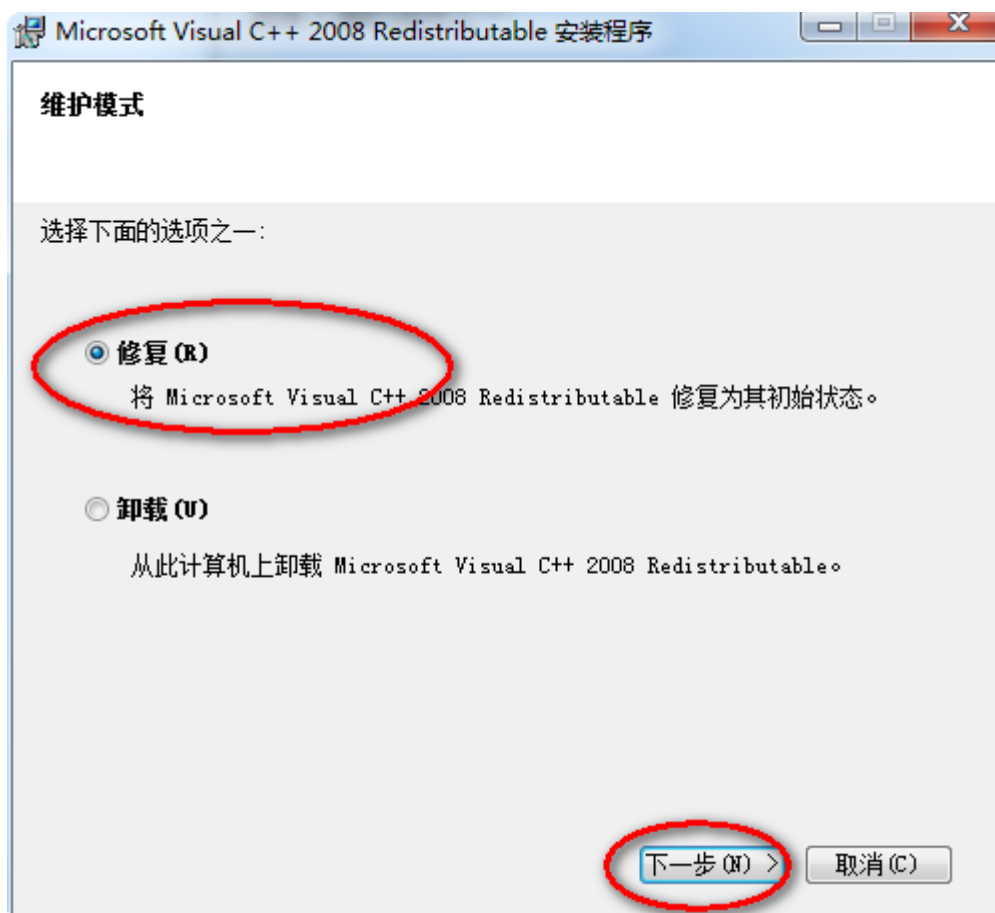 Microsoft Visual C++ 2008 Redistributable 安装程序
维护模式
选择下面的选项之一:
修复(R)
将 Microsoft Visual C++ 2008 Redistributable 修复为其初始状态。
卸载(U)
从此计算机上卸载 Microsoft Visual C++ 2008 Redistributable。
下一步(N) >
取消(C)